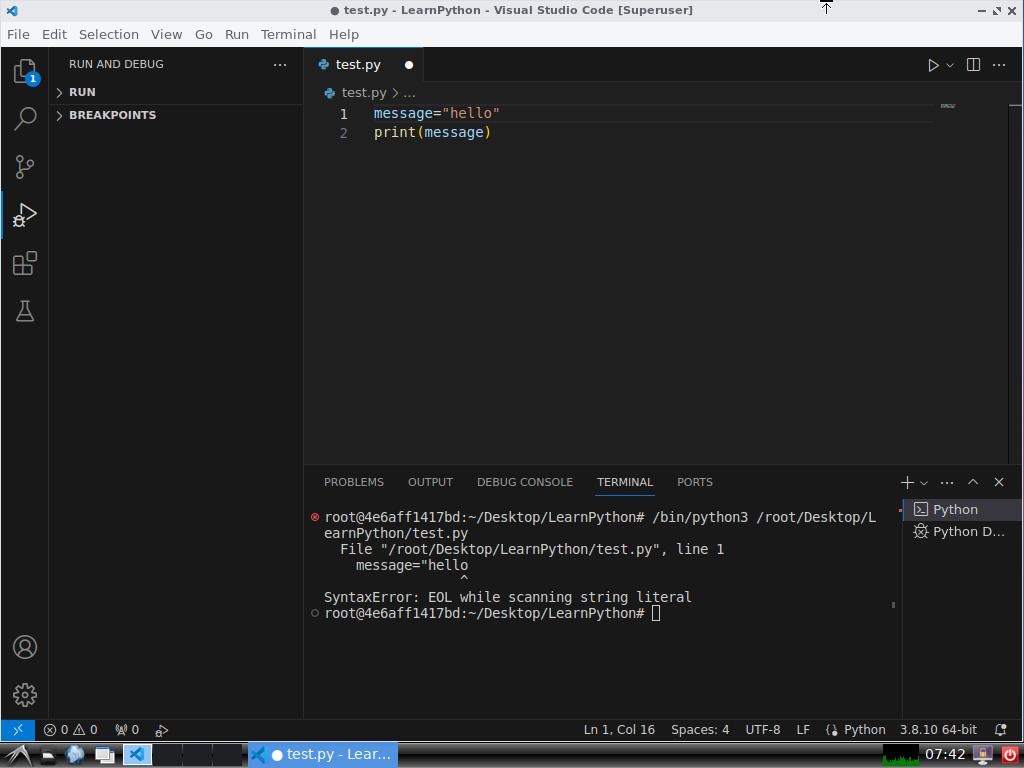 ● test.py - LearnPython - Visual Studio Code [Superuser]
File Edit Selection View Go Run Terminal Help
RUN AND DEBUG
RUN
BREAKPOINTS
1
test.py
test.py > ...
1 message="hello"
2 print(message)
PROBLEMS OUTPUT DEBUG CONSOLE TERMINAL PORTS
root@4e6aff1417bd:~/Desktop/LearnPython# /bin/python3 /root/Desktop/L
earnPython/test.py
File "/root/Desktop/LearnPython/test.py", line 1
message="hello
^
SyntaxError: EOL while scanning string literal
root@4e6aff1417bd:~/Desktop/LearnPython#
Python
Python D...
0 0 0 Ln 1, Col 16 Spaces: 4 UTF-8 LF Python 3.8.10 64-bit
● test.py - Lear... 07:42